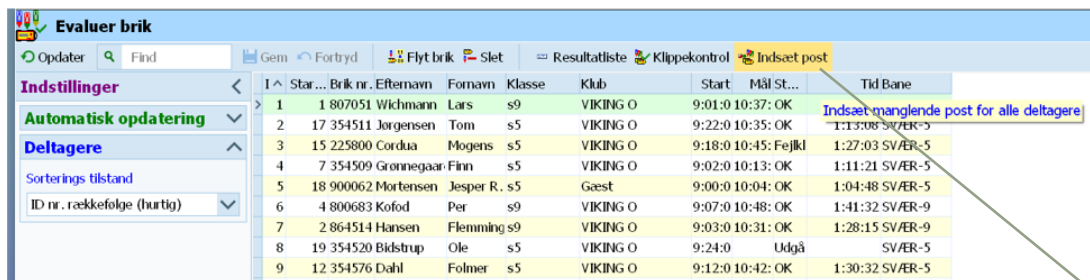 Evaluer brik
Opdater Find Gem Fortryd Flyt brik Slet Resultatliste Klippekontrol Indsæt post
Indstillinger
Automatisk opdatering
Deltagere
Sorterings tilstand
ID nr. rækkefølge (hurtig)
I Star... Brik nr. Efternavn Fornavn Klasse Klub Start Mål St... Tid Bane
1 1 807051 Wichmann Lars s9 VIKING O 9:01:0 10:37: OK
Indsæt manglende post for alle deltagere
2 17 354511 Jørgensen Tom s5 VIKING O 9:22:0 10:35: OK 1:13:08 SVÆR-5
3 15 225800 Cordua Mogens s5 VIKING O 9:18:0 10:45: Fejlkl 1:27:03 SVÆR-5
4 7 354509 Grønnegaar Finn s5 VIKING O 9:02:0 10:13: OK 1:11:21 SVÆR-5
5 18 900062 Mortensen Jesper R. s5 Gæst 9:00:0 10:04: OK 1:04:48 SVÆR-5
6 4 800683 Kofod Per s9 VIKING O 9:07:0 10:48: OK 1:41:32 SVÆR-9
7 2 864514 Hansen Flemming s9 VIKING O 9:03:0 10:31: OK 1:28:15 SVÆR-9
8 19 354520 Bidstrup Ole s5 VIKING O 9:24:0 Udgå SVÆR-5
9 12 354576 Dahl Folmer s5 VIKING O 9:12:0 10:42: OK 1:30:32 SVÆR-5